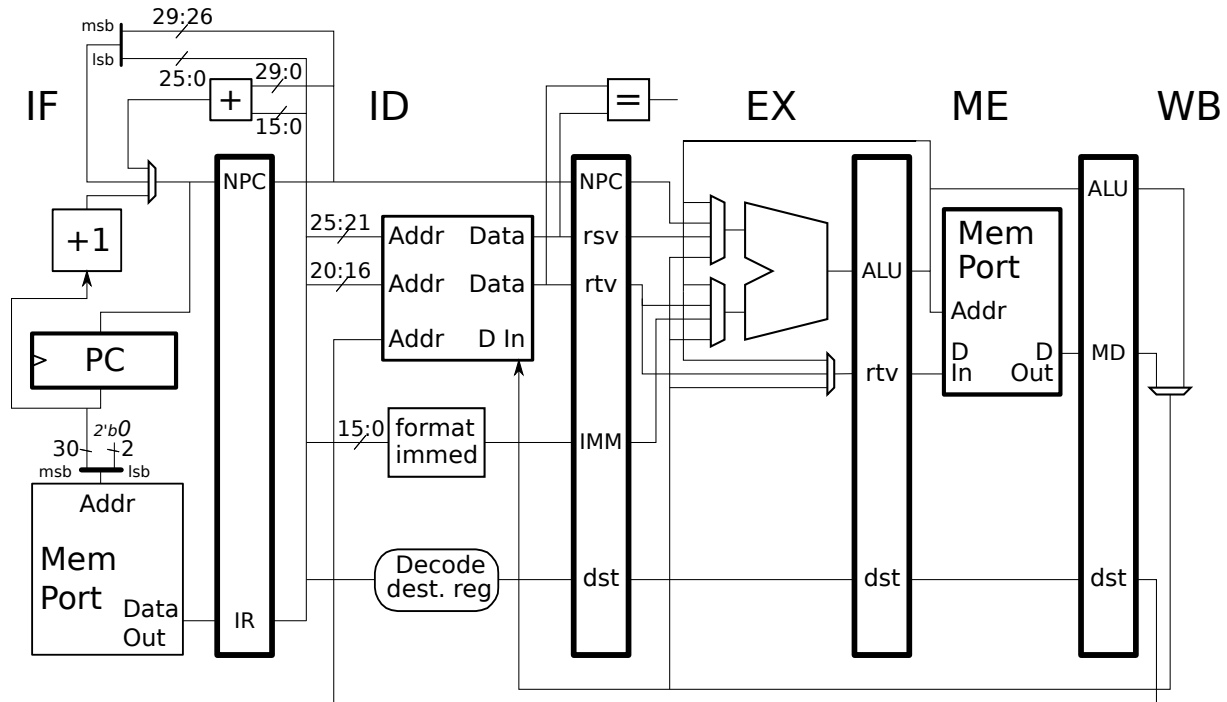 29:26
msb
lsb
25:0
29:0
15:0
+
=
IF
ID
EX
ME
WB
NPC
NPC
ALU
+1
25:21
Addr
Data
rsv
20:16
Addr
Data
rtv
Addr
D In
ALU
Mem
Port
Addr
D
In
D
Out
MD
PC
rtv
2'b0
30
2
msb
lsb
15:0
format
immed
IMM
Addr
Mem
Port
Data
Out
IR
Decode
dest. reg
dst
dst
dst